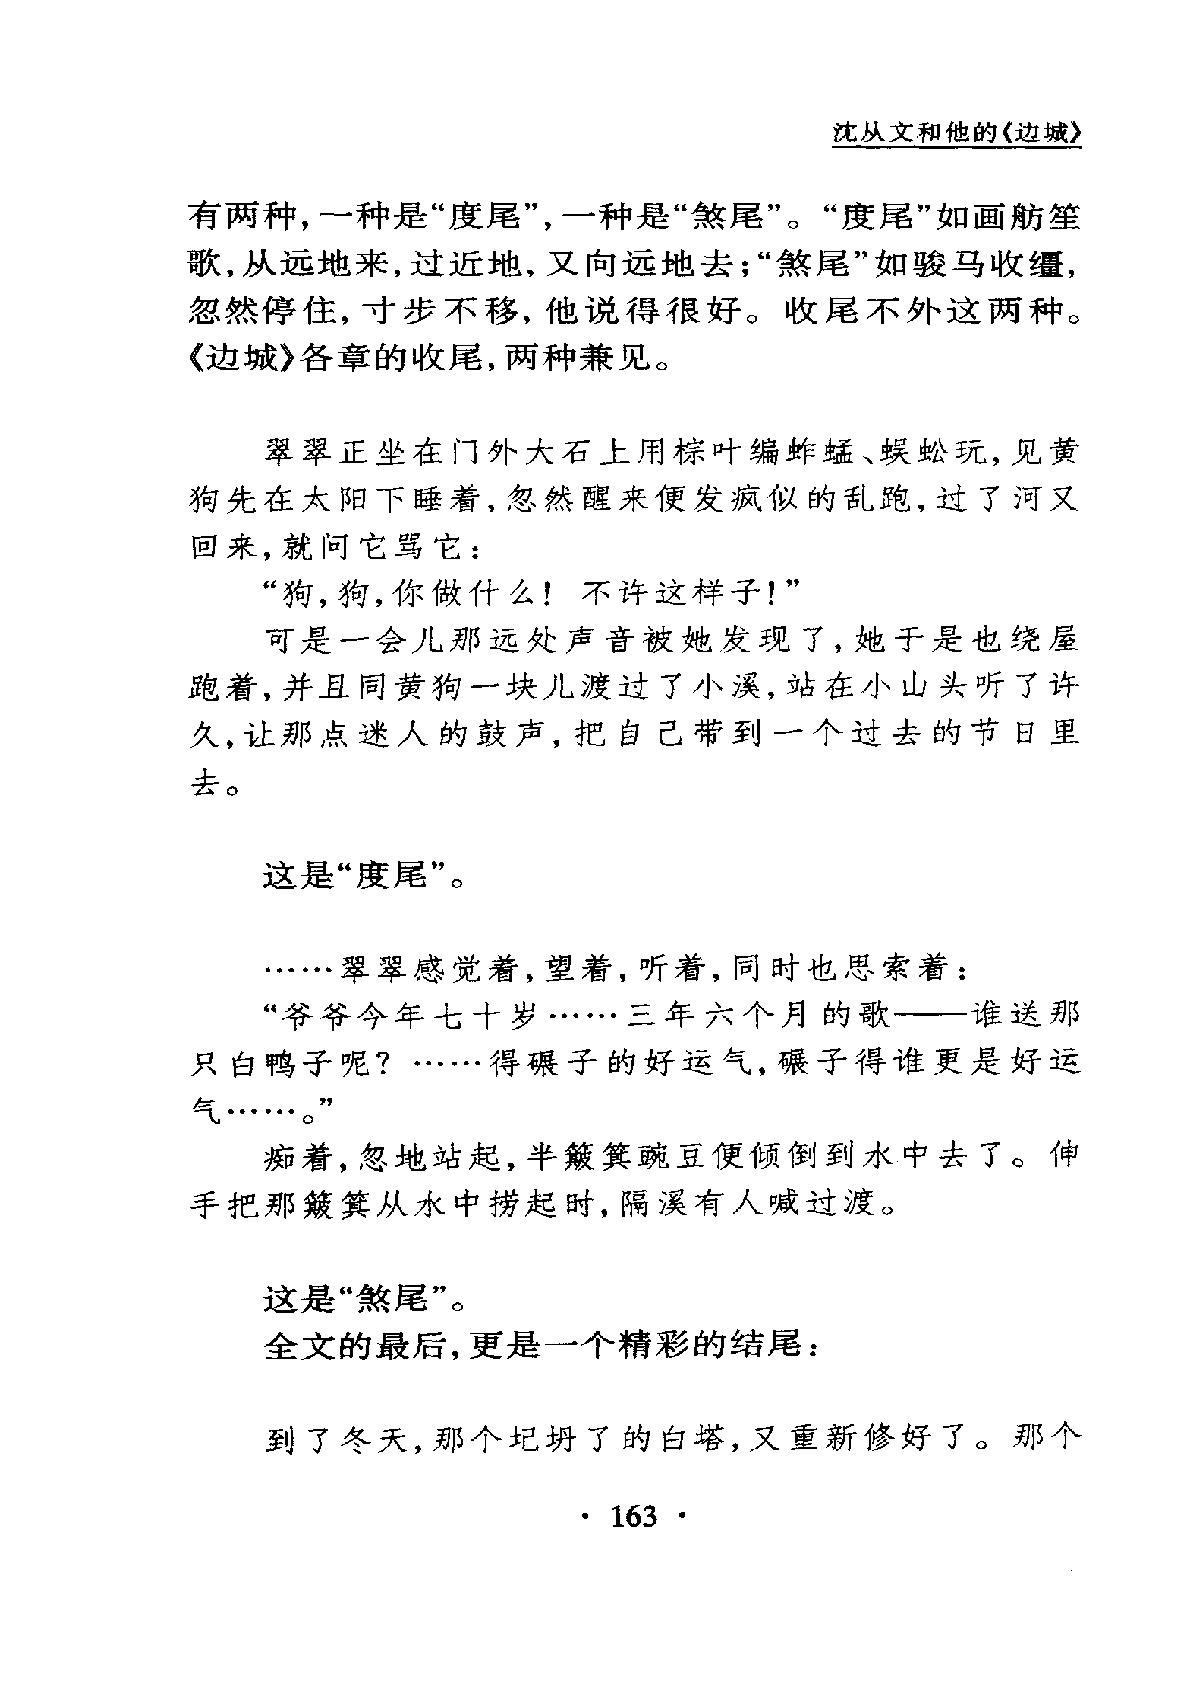 沈从文和他的《边城》
有两种，一种是“度尾”，一种是“煞尾”。“度尾”如画舫笙
歌，从远地来，过近地，又向远地去；“煞尾”如骏马收缰，
忽然停住，寸步不移，他说得很好。收尾不外这两种。
《边城》各章的收尾，两种兼见。
翠翠正坐在门外大石上用棕叶编蚱蜢、蜈蚣玩，见黄
狗先在太阳下睡着，忽然醒来便发疯似的乱跑，过了河又
回来，就问它骂它：
“狗，狗，你做什么！不许这样子！”
可是一会儿那远处声音被她发现了，她于是也绕屋
跑着，并且同黄狗一块儿渡过了小溪，站在小山头听了许
久，让那点迷人的鼓声，把自己带到一个过去的节日里
去。
这是“度尾”。
……翠翠感觉着，望着，听着，同时也思索着：
“爷爷今年七十岁……三年六个月的歌——谁送那
只白鸭子呢？……得碾子的好运气，碾子得谁更是好运
气……。”
痴着，忽地站起，半簸箕豌豆便倾倒到水中去了。伸
手把那簸箕从水中捞起时，隔溪有人喊过渡。
这是“煞尾”。
全文的最后，更是一个精彩的结尾：
到了冬天，那个圮坍了的白塔，又重新修好了。那个
· 163 ·